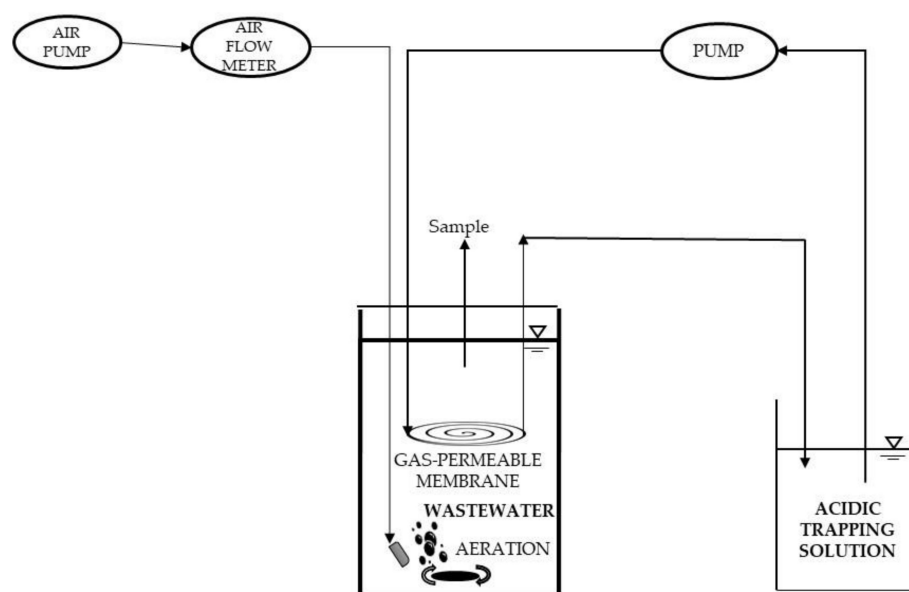 AIR
PUMP
AIR
FLOW
METER
PUMP
Sample
GAS-PERMEABLE
MEMBRANE
WASTEWATER
AERATION
ACIDIC
TRAPPING
SOLUTION